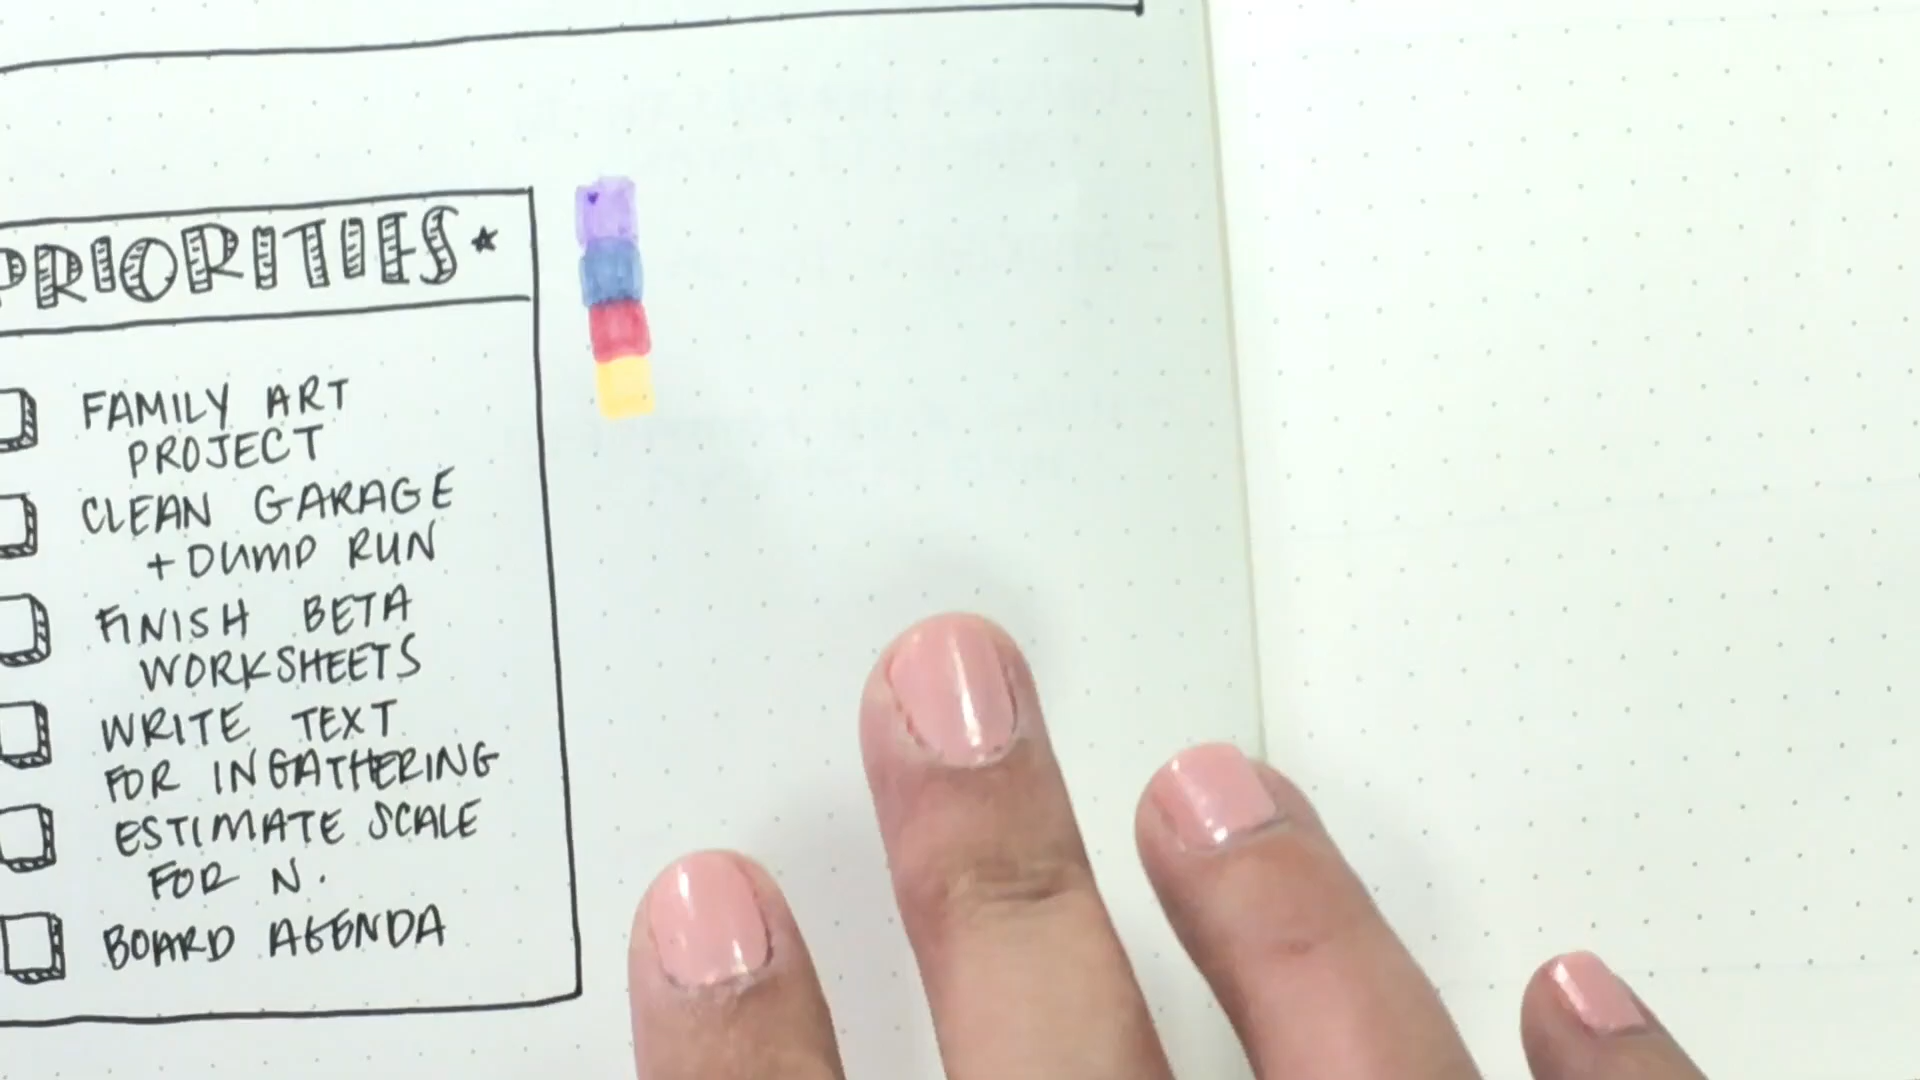 PRIORITIES
FAMILY ART
PROJECT
CLEAN GARAGE
+ DUMP RUN
FINISH BETA
WORKSHEETS
WRITE TEXT
FOR INGATHERING
ESTIMATE SCALE
FOR N.
BOARD AGENDA